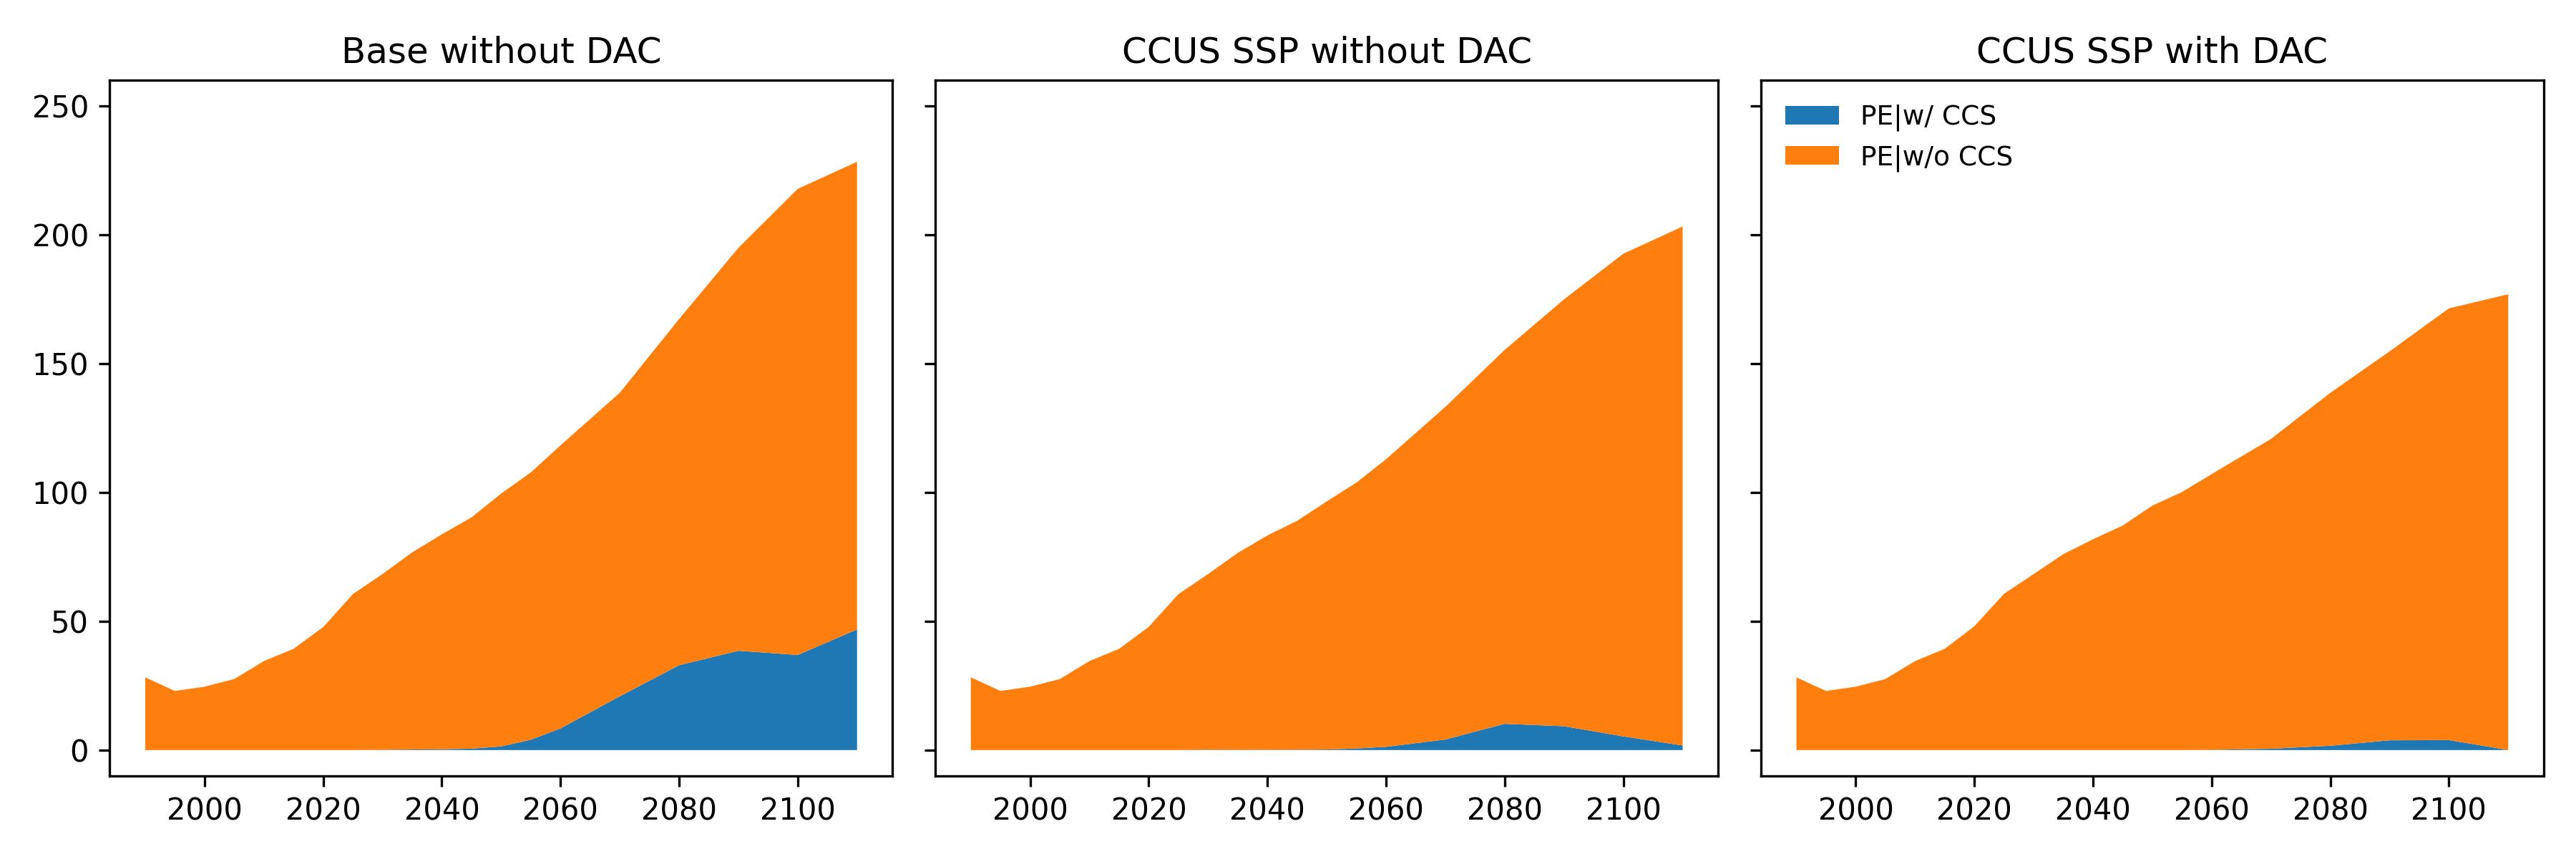 Base without DAC
CCUS SSP without DAC
CCUS SSP with DAC
250
200
150
100
50
0
PE|w/ CCS
PE|w/o CCS
2000 2020 2040 2060 2080 2100
2000 2020 2040 2060 2080 2100
2000 2020 2040 2060 2080 2100